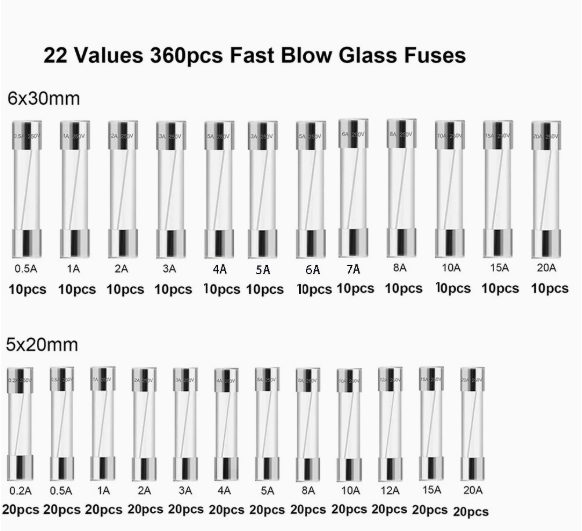 22 Values 360pcs Fast Blow Glass Fuses
6x30mm
0.5A 1A 2A 3A 4A 5A 6A 7A 8A 10A 15A 20A
10pcs 10pcs 10pcs 10pcs 10pcs 10pcs 10pcs 10pcs 10pcs 10pcs 10pcs 10pcs
5x20mm
0.2A 0.5A 1A 2A 3A 4A 5A 8A 10A 12A 15A 20A
20pcs 20pcs 20pcs 20pcs 20pcs 20pcs 20pcs 20pcs 20pcs 20pcs 20pcs 20pcs